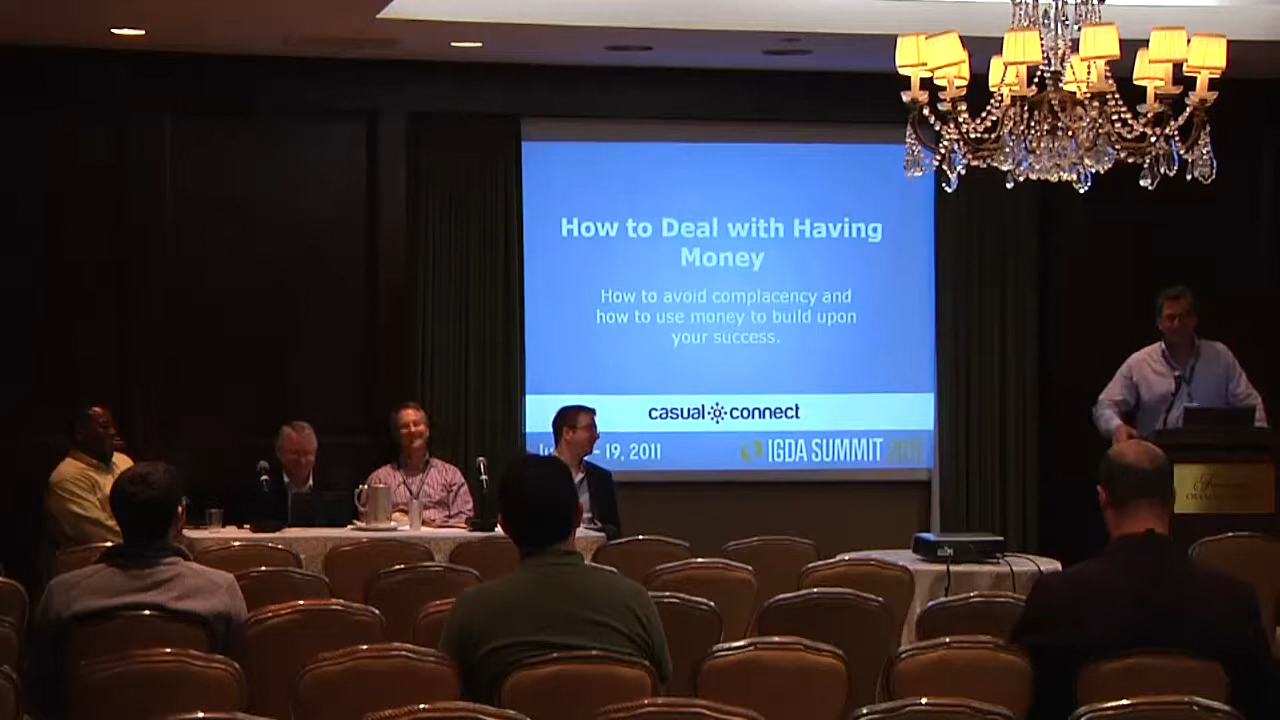 How to Deal with Having
Money
How to avoid complacency and
how to use money to build upon
your success.
casual connect
19, 2011
IGDA SUMMIT 2011